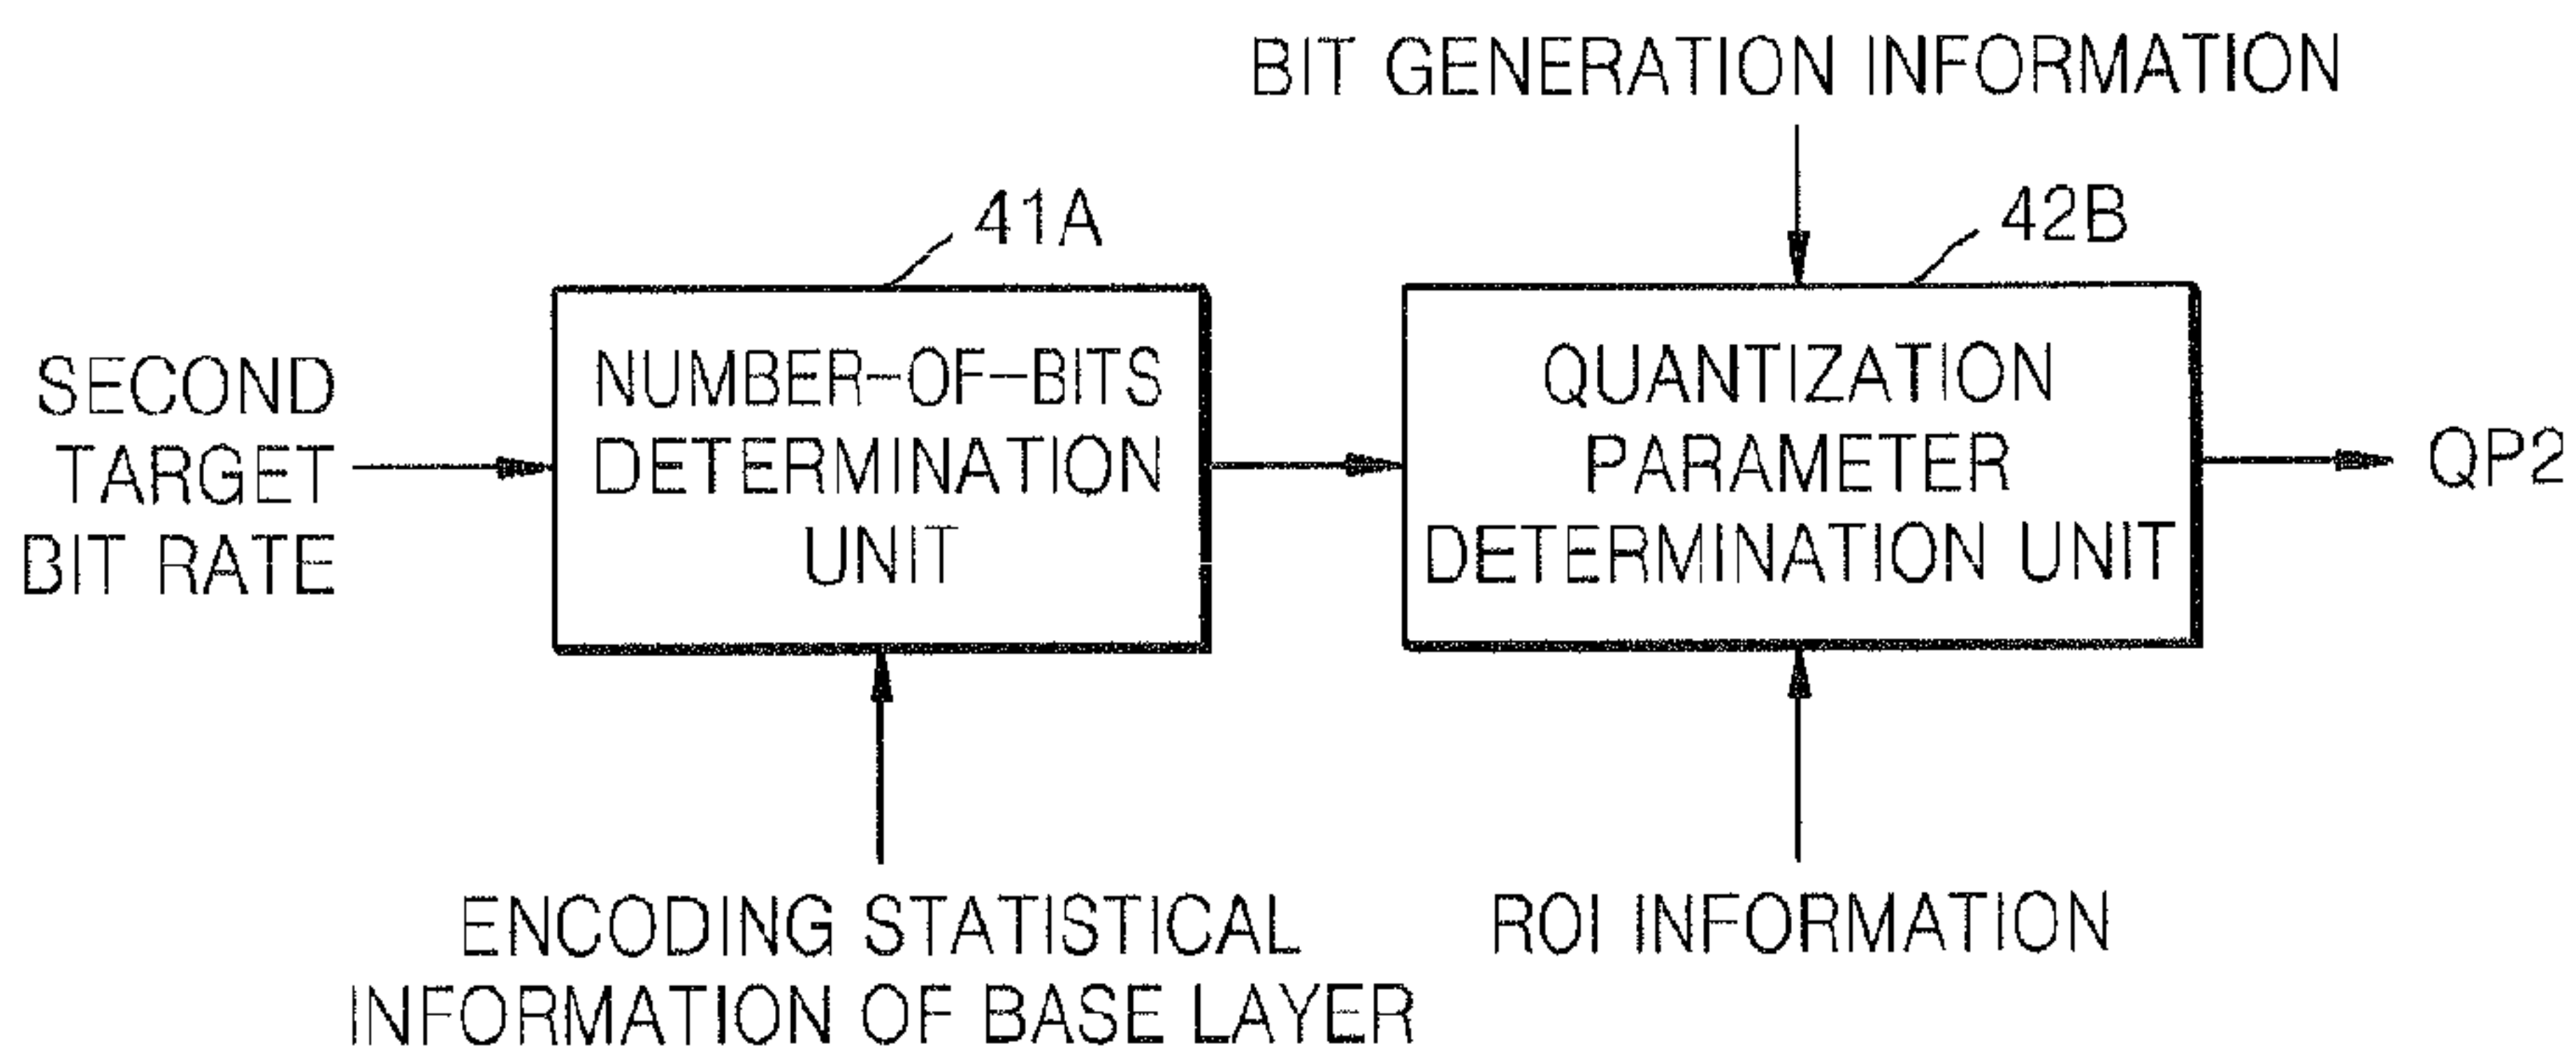 BIT GENERATION INFORMATION
41A
42B
SECOND
TARGET
BIT RATE
NUMBER-OF-BITS
DETERMINATION
UNIT
QUANTIZATION
PARAMETER
DETERMINATION UNIT
QP2
ENCODING STATISTICAL
INFORMATION OF BASE LAYER
ROI INFORMATION